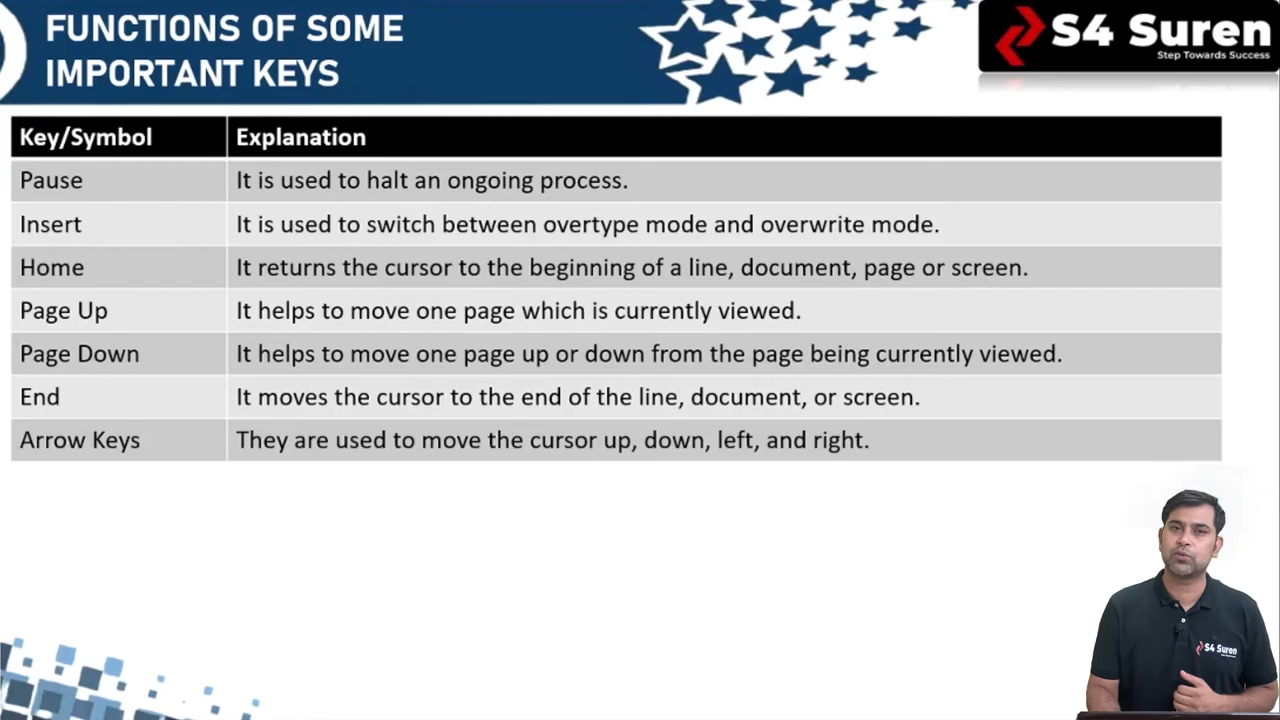 FUNCTIONS OF SOME
IMPORTANT KEYS
S4 Suren
Step Towards Success
Key/Symbol Explanation
Pause It is used to halt an ongoing process.
Insert It is used to switch between overtype mode and overwrite mode.
Home It returns the cursor to the beginning of a line, document, page or screen.
Page Up It helps to move one page which is currently viewed.
Page Down It helps to move one page up or down from the page being currently viewed.
End It moves the cursor to the end of the line, document, or screen.
Arrow Keys They are used to move the cursor up, down, left, and right.
S4 Suren